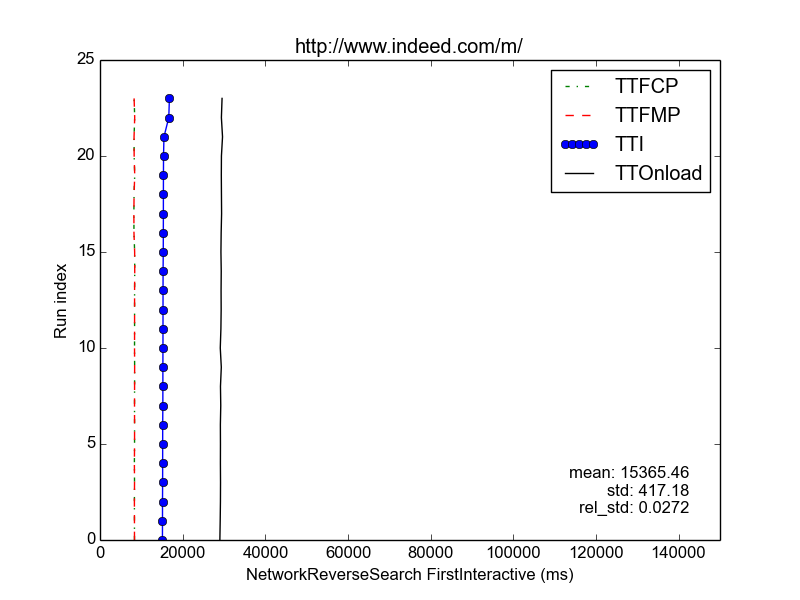 http://www.indeed.com/m/
25
20
15
10
5
0
Run index
TTFCP
TTFMP
TTI
TTOnload
mean: 15365.46
std: 417.18
rel_std: 0.0272
0 20000 40000 60000 80000 100000 120000 140000
NetworkReverseSearch FirstInteractive (ms)